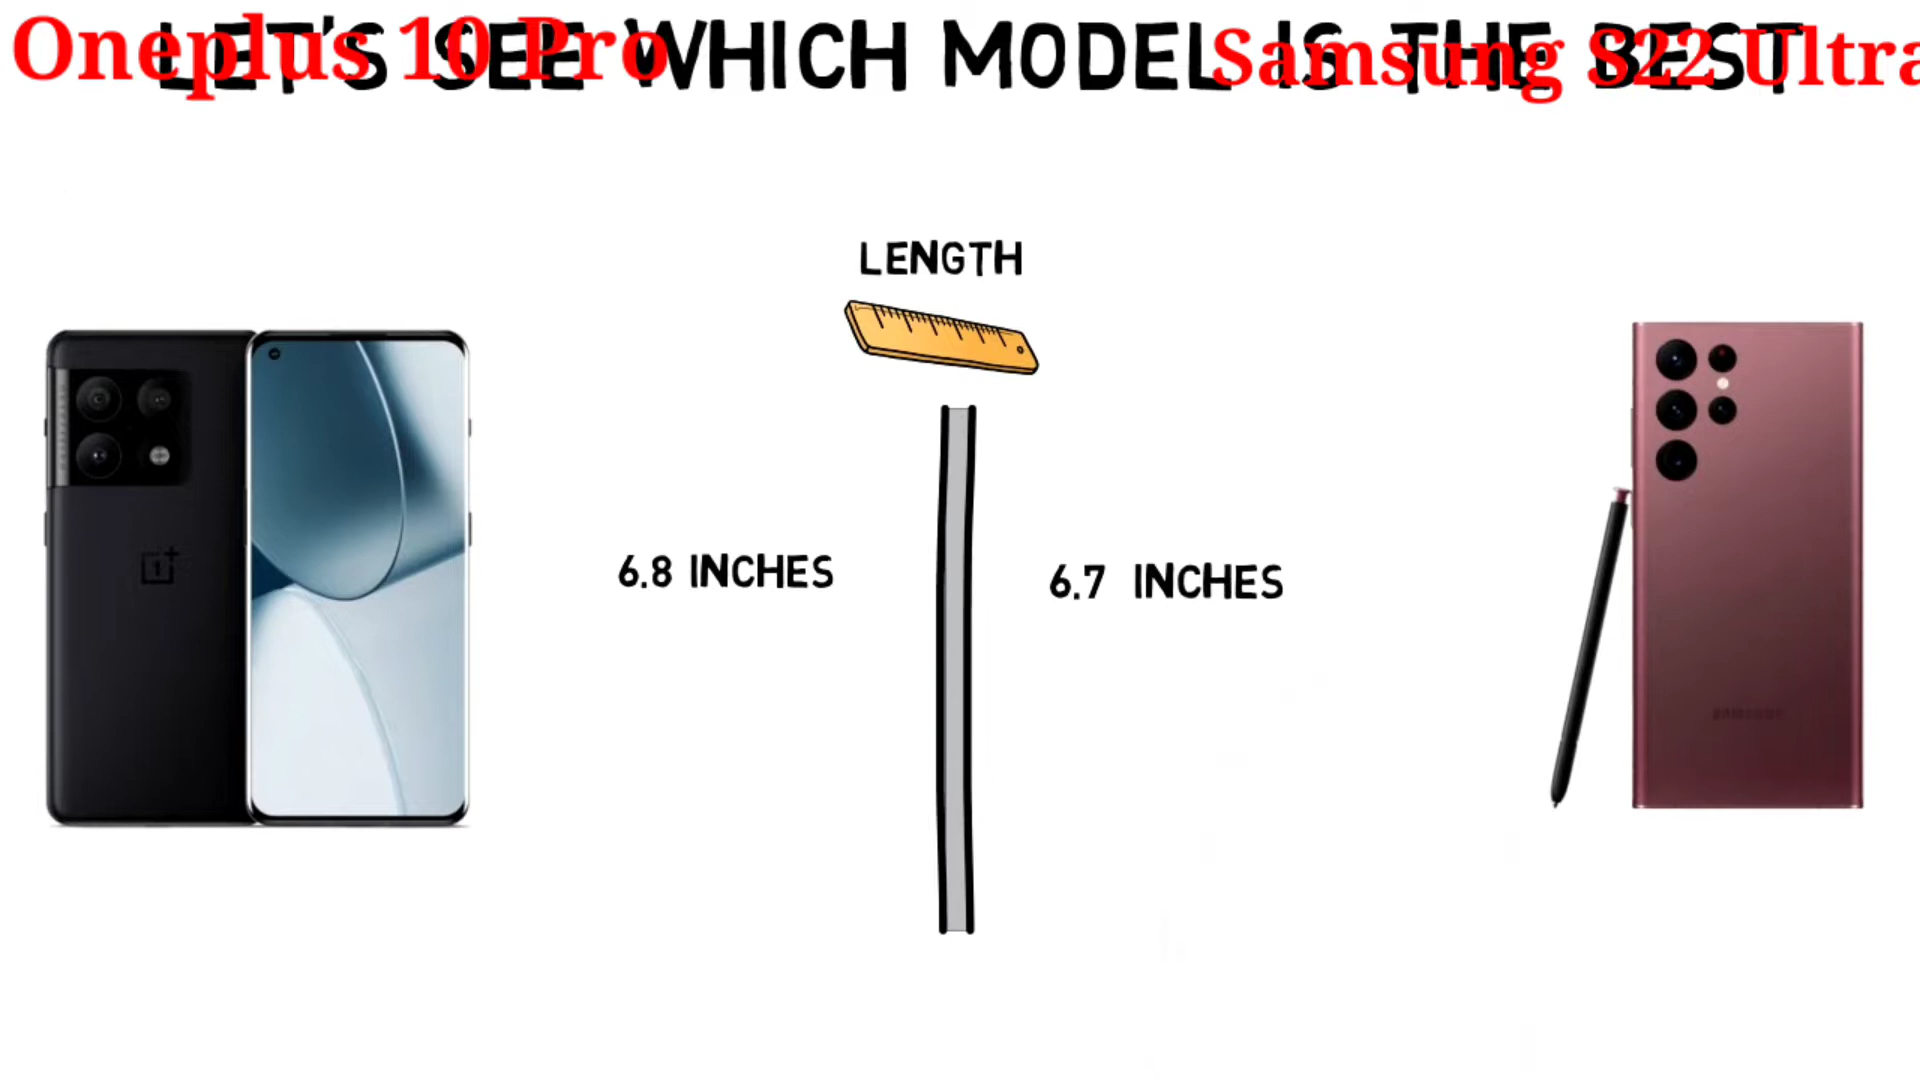 LET'S SEE WHICH MODEL IS THE BEST
Oneplus 10 Pro
Samsung S22 Ultra
LENGTH
6.8 INCHES
6.7 INCHES
SAMSUNG